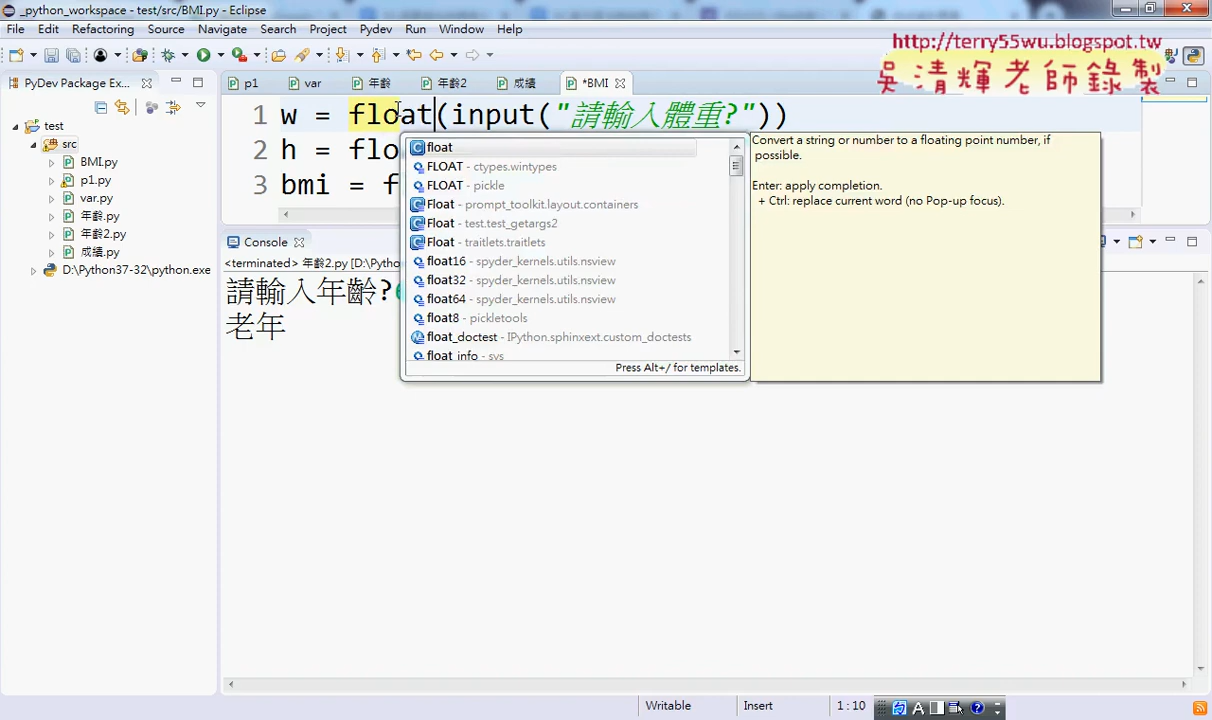 _python_workspace - test/src/BMI.py - Eclipse
File Edit Refactoring Source Navigate Search Project Pydev Run Window Help
http://terry55wu.blogspot.tw
吳清輝老師錄製
PyDev Package Ex...
p1 var 年齡 年齡2 成績 *BMI
test
src
BMI.py
p1.py
var.py
年齡.py
年齡2.py
成績.py
D:\Python37-32\python.exe
1 w = float(input("請輸入體重?"))
2 h = flo
3 bmi = f
float
FLOAT - ctypes.wintypes
FLOAT - pickle
Float - prompt_toolkit.layout.containers
Float - test.test_getargs2
Float - traitlets.traitlets
float16 - spyder_kernels.utils.nsview
float32 - spyder_kernels.utils.nsview
float64 - spyder_kernels.utils.nsview
float8 - pickletools
float_doctest - IPython.sphinxext.custom_doctests
float_info - sys
Press Alt+/ for templates.
Convert a string or number to a floating point number, if
possible.
Enter: apply completion.
+ Ctrl: replace current word (no Pop-up focus).
Console
<terminated> 年齡2.py [D:\Pytho
請輸入年齡?
老年
Writable Insert 1:10